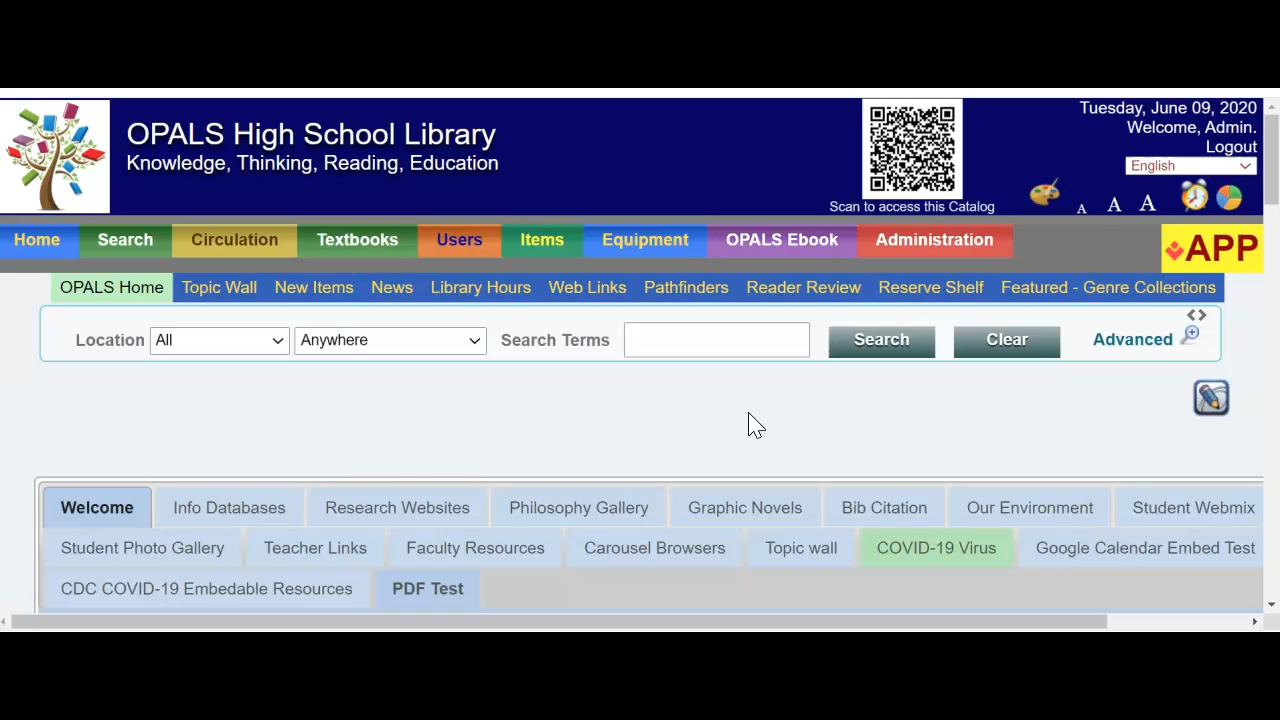 OPALS High School Library
Knowledge, Thinking, Reading, Education
Scan to access this Catalog
Tuesday, June 09, 2020
Welcome, Admin.
Logout
English
A A A
Home Search Circulation Textbooks Users Items Equipment OPALS Ebook Administration APP
OPALS Home Topic Wall New Items News Library Hours Web Links Pathfinders Reader Review Reserve Shelf Featured - Genre Collections
Location All Anywhere Search Terms Search Clear Advanced
Welcome Info Databases Research Websites Philosophy Gallery Graphic Novels Bib Citation Our Environment Student Webmix
Student Photo Gallery Teacher Links Faculty Resources Carousel Browsers Topic wall COVID-19 Virus Google Calendar Embed Test
CDC COVID-19 Embedable Resources PDF Test